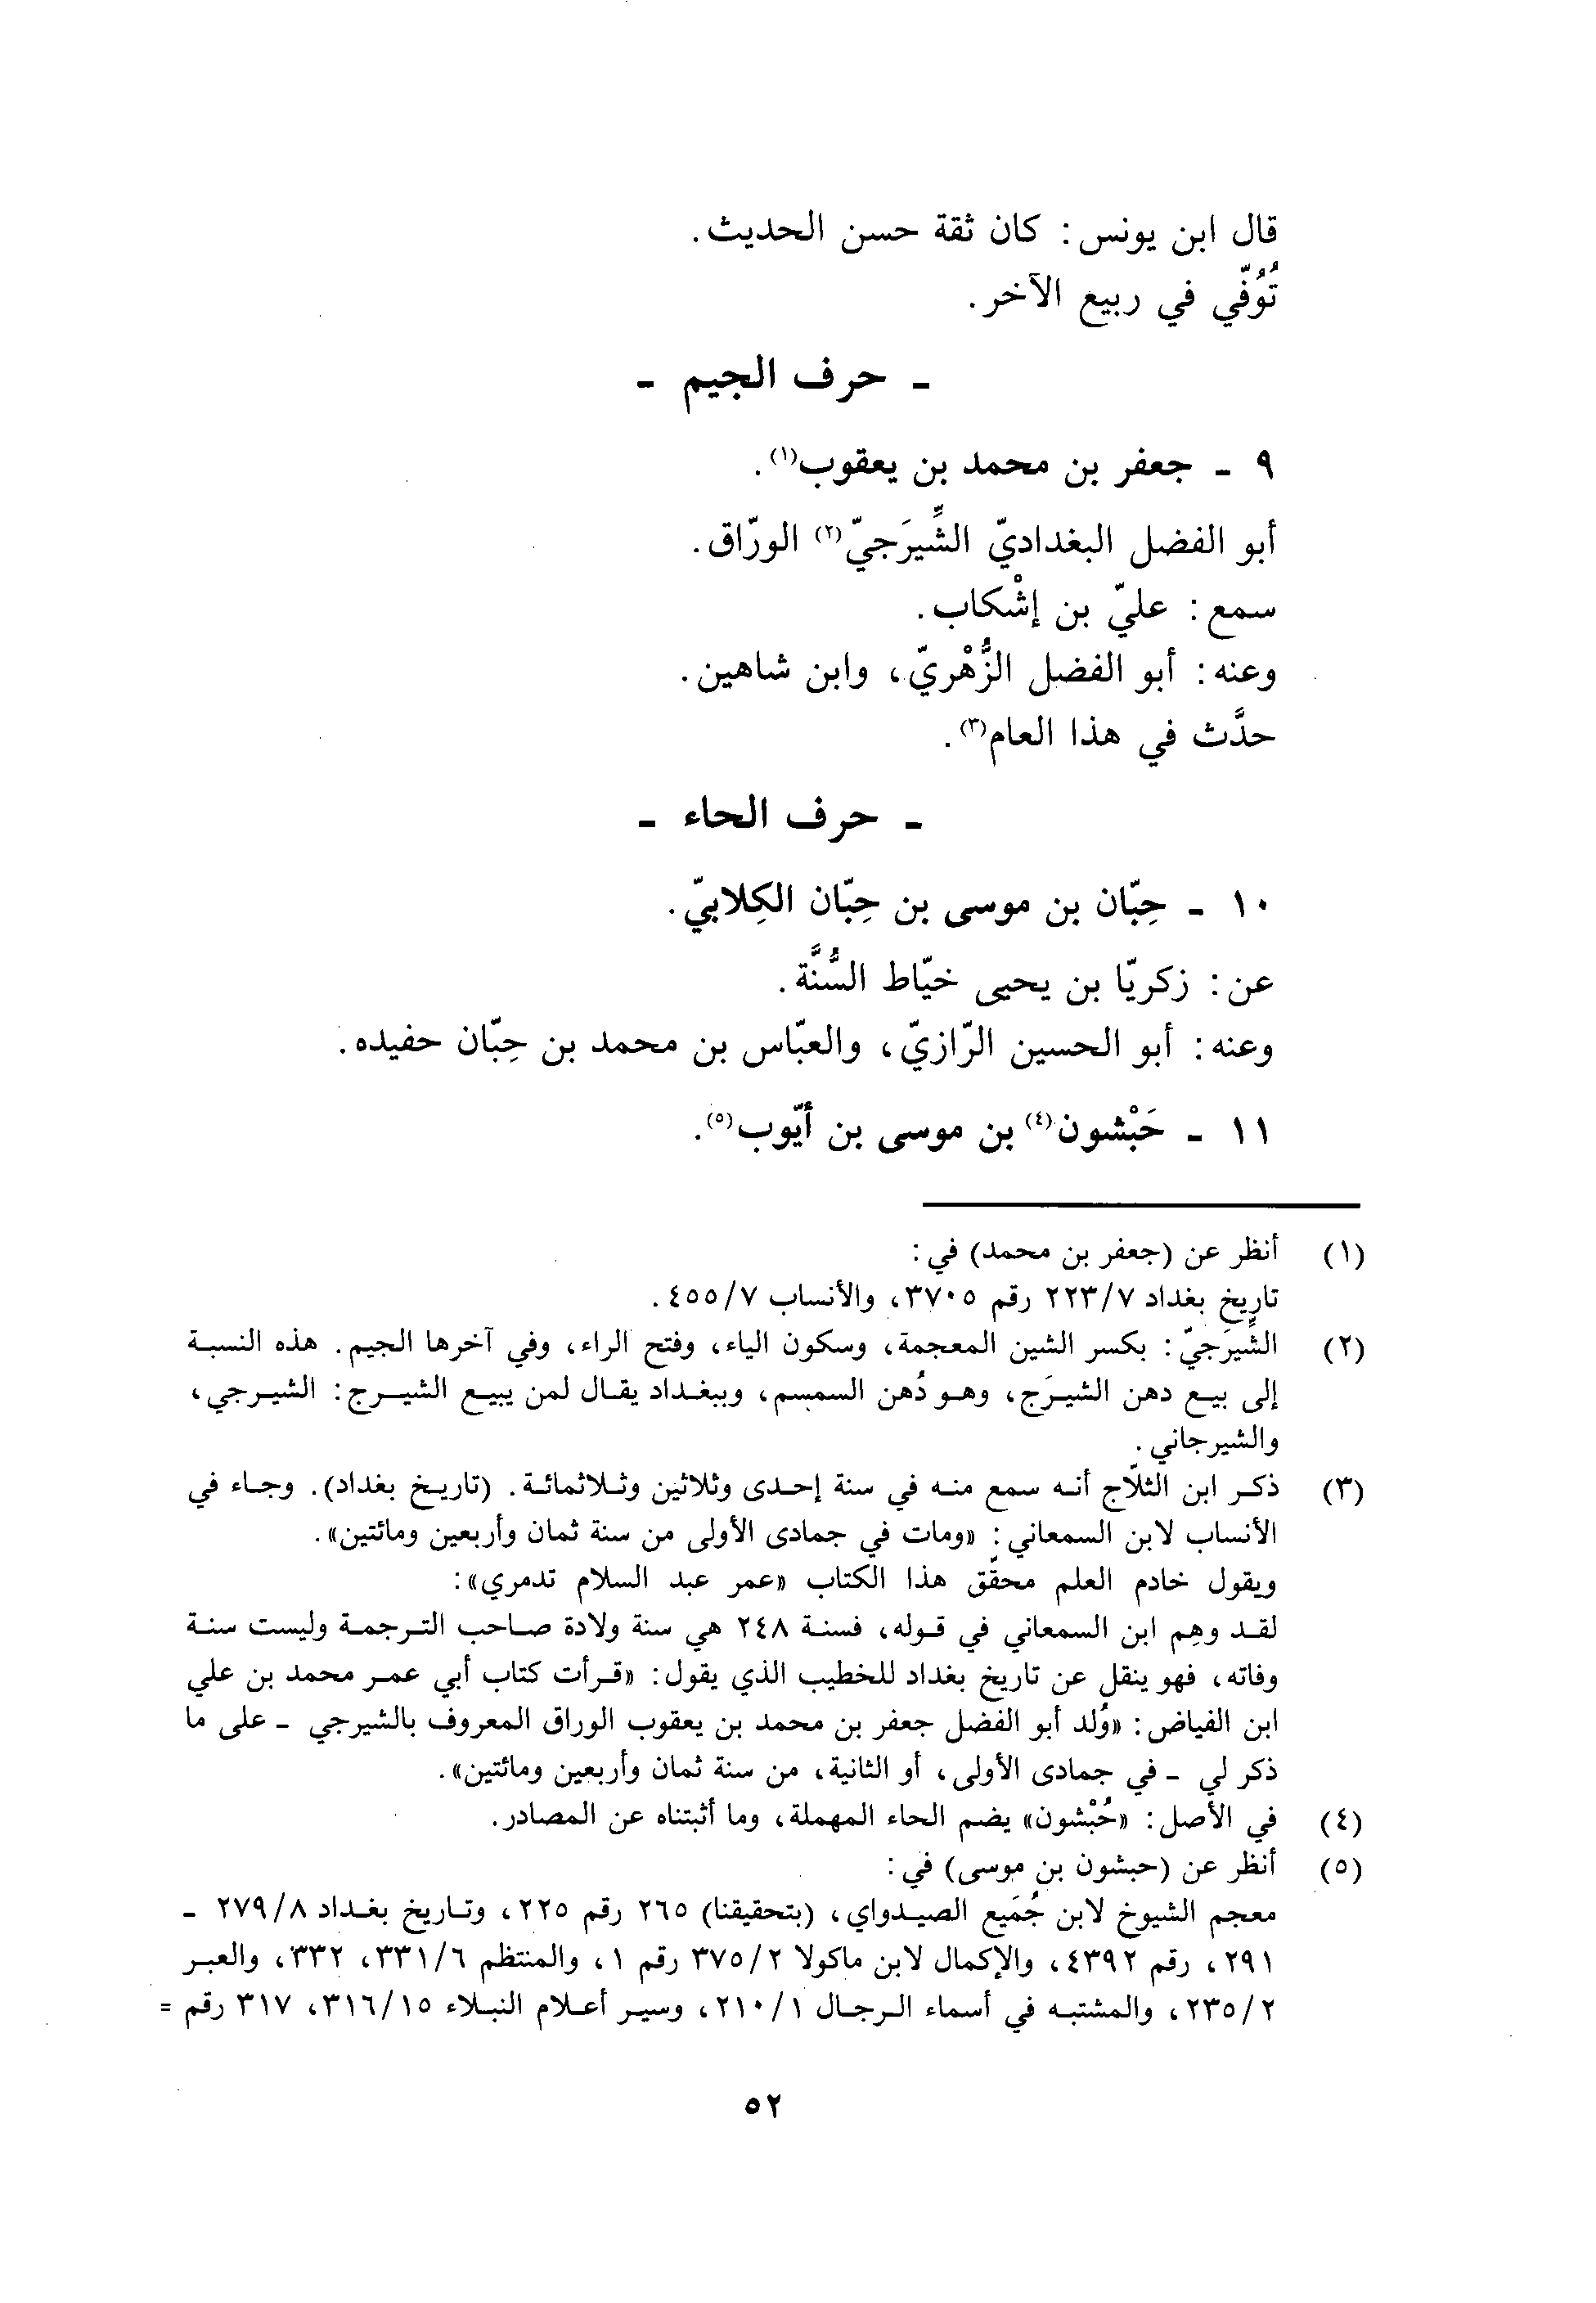 قال ابن يونس: كان ثقة حسن الحديث.
تُوُفّي في ربيع الآخر.
ـ حرف الجيم ـ
٩ ـ جعفر بن محمد بن يعقوب(١).
أبو الفضل البغداديّ الشِّيرَجيّ(٢) الورّاق.
سمع: عليّ بن إشْكاب.
وعنه: أبو الفضل الزُّهْريّ، وابن شاهين.
حدَّث في هذا العام(٣).
ـ حرف الحاء ـ
١٠ ـ حِبّان بن موسى بن حِبّان الكِلابيّ.
عن: زكريّا بن يحيى خيّاط السُّنَّة.
وعنه: أبو الحسين الرّازيّ، والعبّاس بن محمد بن حِبّان حفيده.
١١ ـ حَبْشون(٤) بن موسى بن أيّوب(٥).
(١) أنظر عن (جعفر بن محمد) في:
تاريخ بغداد ٢٢٣/٧ رقم ٣٧٠٥، والأنساب ٤٥٥/٧.
(٢) الشِّيرَجيّ: بكسر الشين المعجمة، وسكون الياء، وفتح الراء، وفي آخرها الجيم. هذه النسبة
إلى بيع دهن الشيرَج، وهو دُهن السمسم، وببغداد يقال لمن يبيع الشيرج: الشيرجي،
والشيرجاني.
(٣) ذكر ابن الثلّاج أنه سمع منه في سنة إحدى وثلاثين وثلاثمائة. (تاريخ بغداد). وجاء في
الأنساب لابن السمعاني: «ومات في جمادى الأولى من سنة ثمان وأربعين ومائتين».
ويقول خادم العلم محقّق هذا الكتاب «عمر عبد السلام تدمري»:
لقد وهِم ابن السمعاني في قوله، فسنة ٢٤٨ هي سنة ولادة صاحب الترجمة وليست سنة
وفاته، فهو ينقل عن تاريخ بغداد للخطيب الذي يقول: «قرأت كتاب أبي عمر محمد بن علي
ابن الفياض: «وُلد أبو الفضل جعفر بن محمد بن يعقوب الوراق المعروف بالشيرجي ـ على ما
ذكر لي ـ في جمادى الأولى، أو الثانية، من سنة ثمان وأربعين ومائتين».
(٤) في الأصل: «حُبْشون» يضم الحاء المهملة، وما أثبتناه عن المصادر.
(٥) أنظر عن (حبشون بن موسى) في:
معجم الشيوخ لابن جُمَيع الصيدواي، (بتحقيقنا) ٢٦٥ رقم ٢٢٥، وتاريخ بغداد ٢٧٩/٨ ـ
٢٩١، رقم ٤٣٩٢، والإكمال لابن ماكولا ٣٧٥/٢ رقم ١، والمنتظم ٣٣١/٦، ٣٣٢، والعبر
٢٣٥/٢، والمشتبه في أسماء الرجال ٢١٠/١، وسير أعلام النبلاء ٣١٦/١٥، ٣١٧ رقم =
٥٢